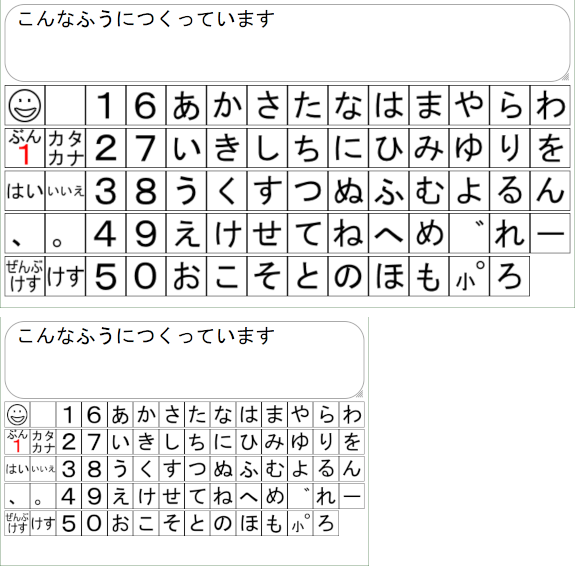 こんなふうにつくっています
1 6 あ か さ た な は ま や ら わ
ぶん1 カタカナ 2 7 い き し ち に ひ み ゆ り を
はい いいえ 3 8 う く す つ ぬ ふ む よ る ん
、 。 4 9 え け せ て ね へ め ゛ れ ー
ぜんぶけす けす 5 0 お こ そ と の ほ も 小゜ ろ
こんなふうにつくっています
1 6 あ か さ た な は ま や ら わ
ぶん1 カタカナ 2 7 い き し ち に ひ み ゆ り を
はい いいえ 3 8 う く す つ ぬ ふ む よ る ん
、 。 4 9 え け せ て ね へ め ゛ れ ー
ぜんぶけす けす 5 0 お こ そ と の ほ も 小゜ ろ